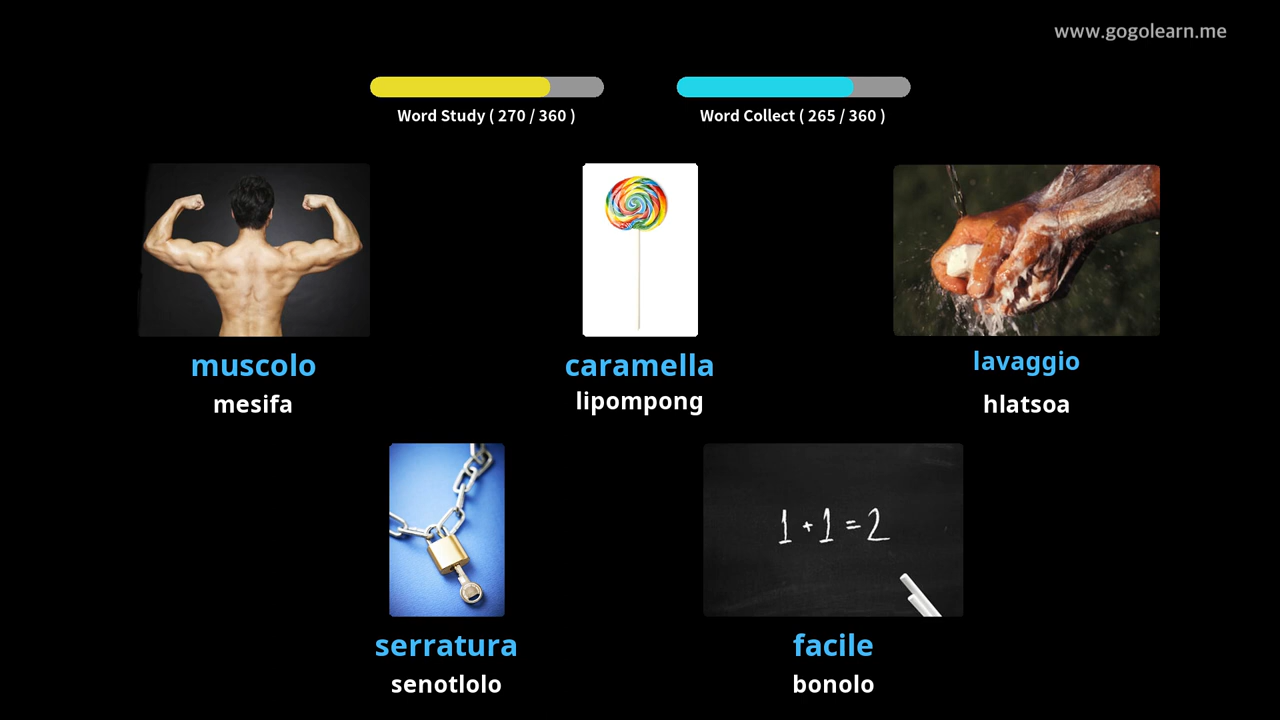 www.gogolearn.me
Word Study ( 270 / 360 )
Word Collect ( 265 / 360 )
muscolo
mesifa
caramella
lipompong
lavaggio
hlatsoa
1 + 1 = 2
serratura
senotlolo
facile
bonolo